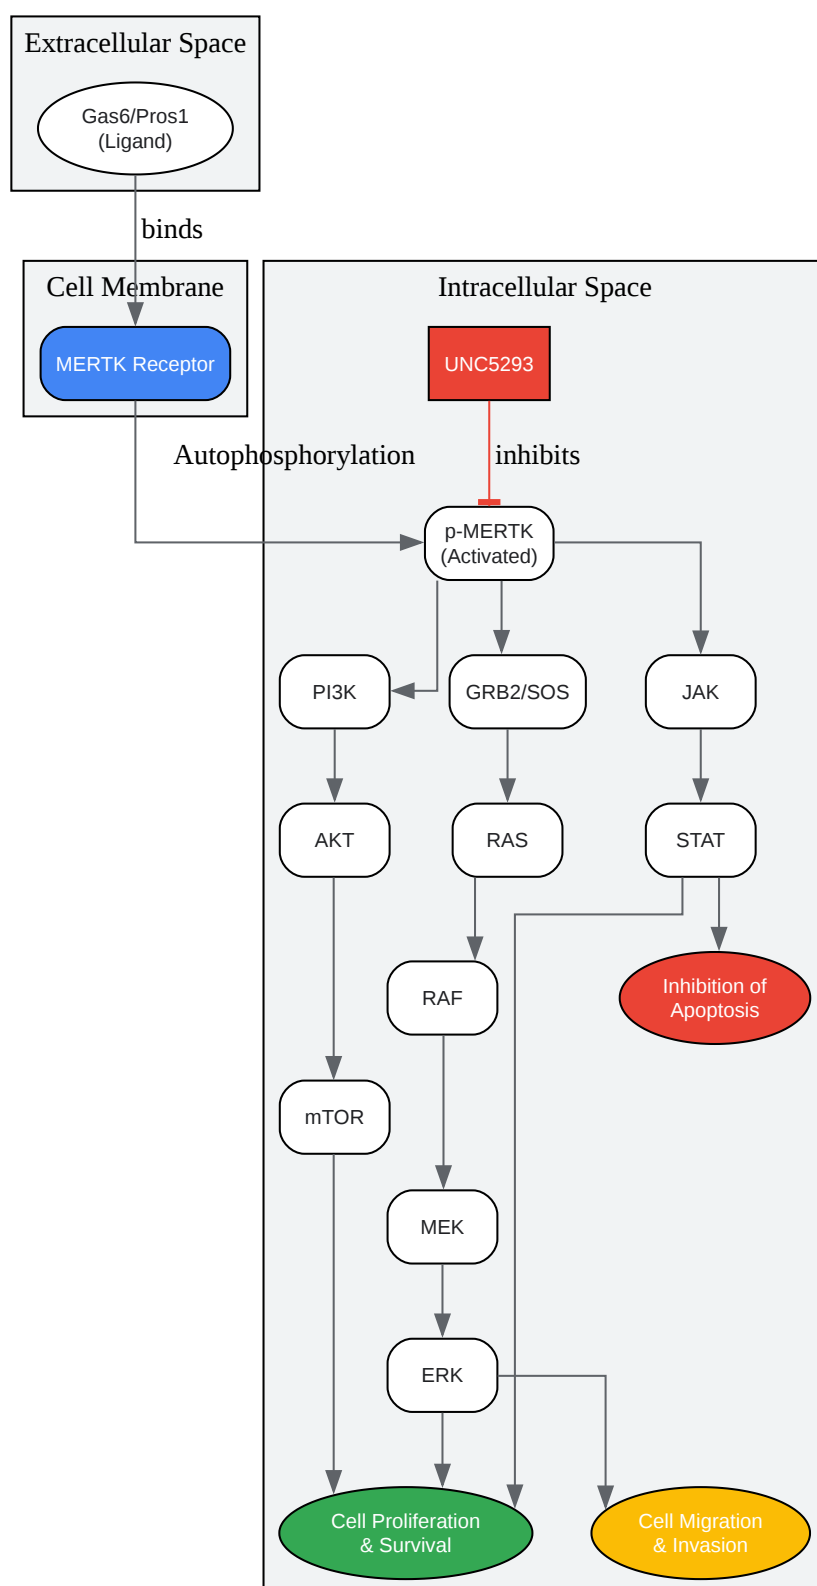 Extracellular Space
Gas6/Pros1
(Ligand)
binds
Cell Membrane
Intracellular Space
MERTK Receptor
UNC5293
Autophosphorylation
inhibits
p-MERTK
(Activated)
PI3K
GRB2/SOS
JAK
AKT
RAS
STAT
RAF
Inhibition of
Apoptosis
mTOR
MEK
ERK
Cell Proliferation
& Survival
Cell Migration
& Invasion